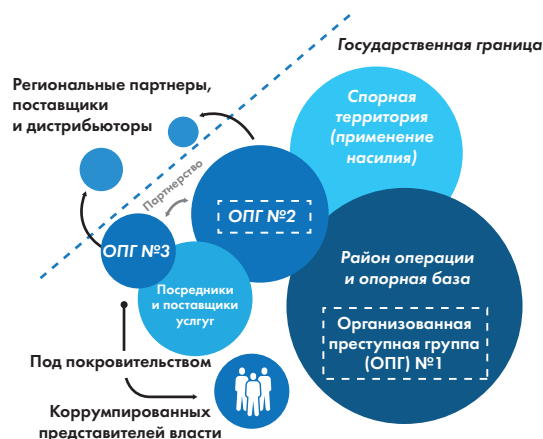 Государственная граница
Региональные партнеры,
поставщики
и дистрибьюторы
Спорная
территория
(применение
насилия)
Партнерство
ОПГ №2
ОПГ №3
Район операции
и опорная база
Посредники
и поставщики
услгуг
Организованная
преступная группа
(ОПГ) №1
Под покровительством
Коррумпированных
представителей власти